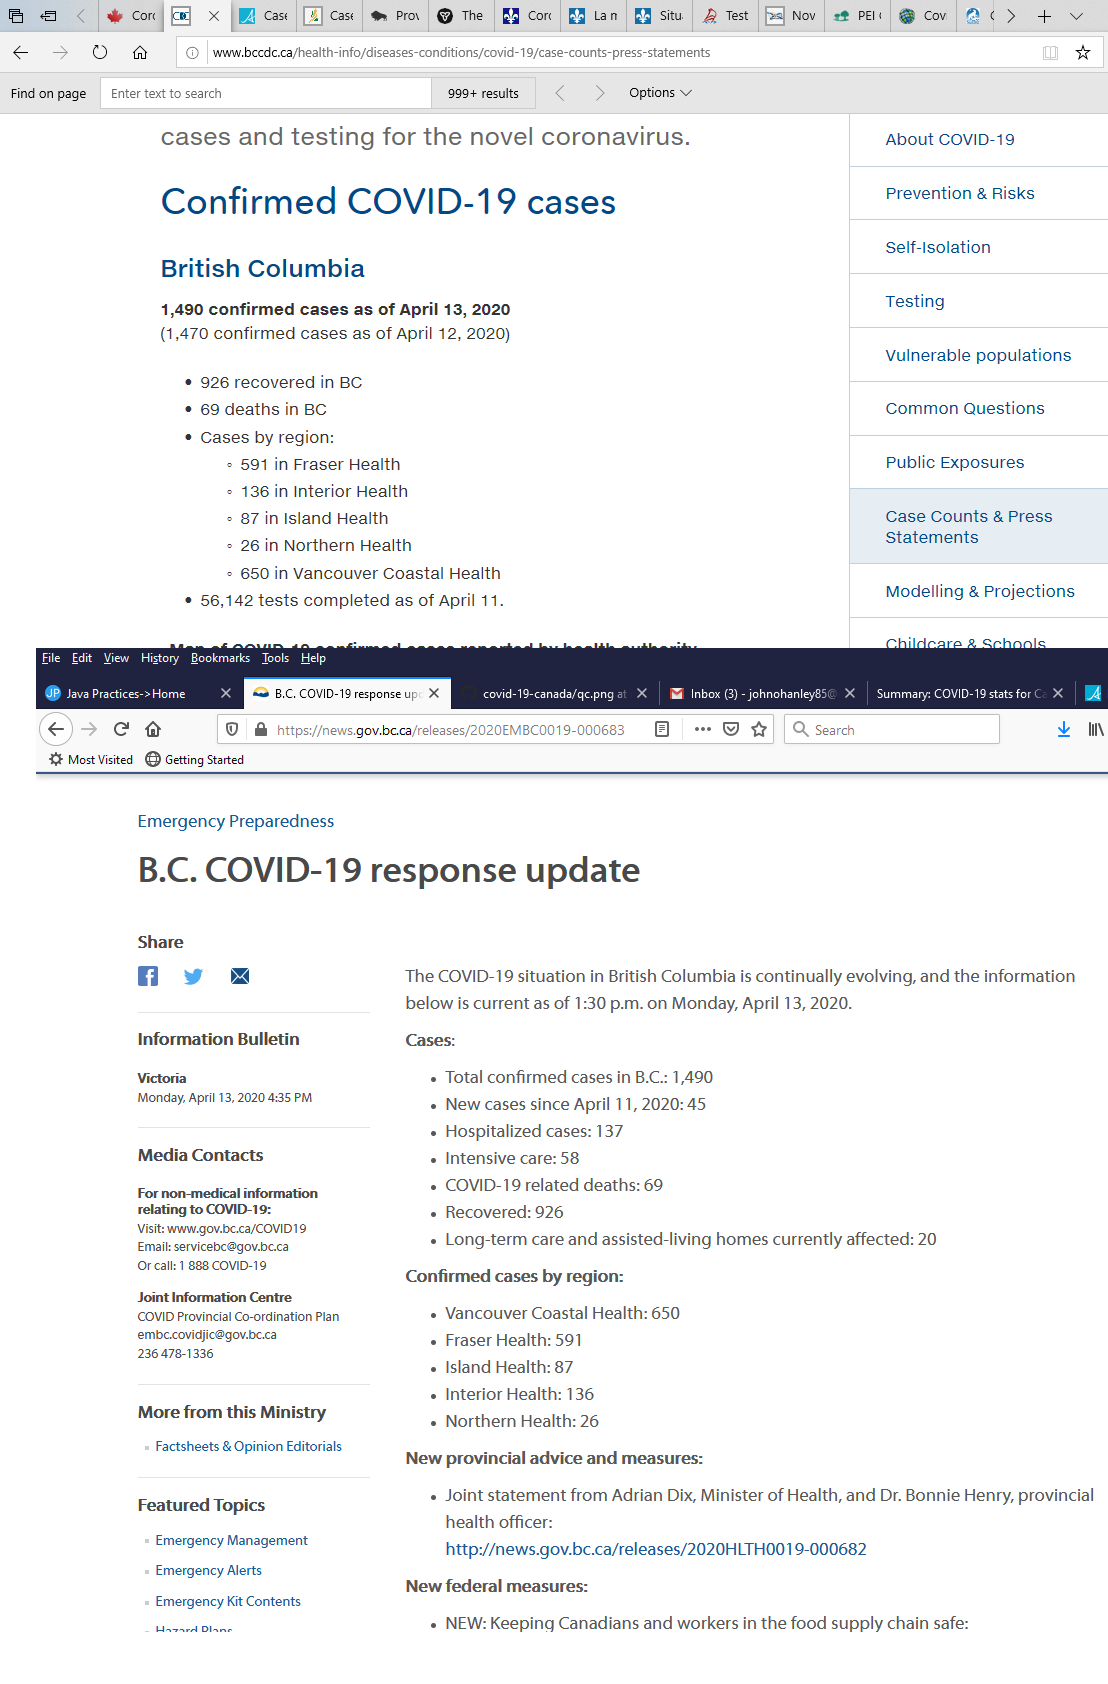 Corc
Case
Case
Prov
The
Corc
La n
Situ
Test
Nov
PEI
Cov
www.bccdc.ca/health-info/diseases-conditions/covid-19/case-counts-press-statements
Find on page
Enter text to search
999+ results
Options
cases and testing for the novel coronavirus.
Confirmed COVID-19 cases
British Columbia
1,490 confirmed cases as of April 13, 2020
(1,470 confirmed cases as of April 12, 2020)
• 926 recovered in BC
• 69 deaths in BC
• Cases by region:
◦ 591 in Fraser Health
◦ 136 in Interior Health
◦ 87 in Island Health
◦ 26 in Northern Health
◦ 650 in Vancouver Coastal Health
• 56,142 tests completed as of April 11.
Map of COVID-19 confirmed cases reported by health authority
About COVID-19
Prevention & Risks
Self-Isolation
Testing
Vulnerable populations
Common Questions
Public Exposures
Case Counts & Press
Statements
Modelling & Projections
Childcare & Schools
File Edit View History Bookmarks Tools Help
JP Java Practices->Home
B.C. COVID-19 response upd
covid-19-canada/qc.png at
Inbox (3) - johnohanley85@
Summary: COVID-19 stats for Ca
https://news.gov.bc.ca/releases/2020EMBC0019-000683
Search
Most Visited
Getting Started
Emergency Preparedness
B.C. COVID-19 response update
Share
Information Bulletin
Victoria
Monday, April 13, 2020 4:35 PM
Media Contacts
For non-medical information
relating to COVID-19:
Visit: www.gov.bc.ca/COVID19
Email: servicebc@gov.bc.ca
Or call: 1 888 COVID-19
Joint Information Centre
COVID Provincial Co-ordination Plan
embc.covidjic@gov.bc.ca
236 478-1336
More from this Ministry
Factsheets & Opinion Editorials
Featured Topics
Emergency Management
Emergency Alerts
Emergency Kit Contents
Hazard Plans
The COVID-19 situation in British Columbia is continually evolving, and the information
below is current as of 1:30 p.m. on Monday, April 13, 2020.
Cases:
• Total confirmed cases in B.C.: 1,490
• New cases since April 11, 2020: 45
• Hospitalized cases: 137
• Intensive care: 58
• COVID-19 related deaths: 69
• Recovered: 926
• Long-term care and assisted-living homes currently affected: 20
Confirmed cases by region:
• Vancouver Coastal Health: 650
• Fraser Health: 591
• Island Health: 87
• Interior Health: 136
• Northern Health: 26
New provincial advice and measures:
• Joint statement from Adrian Dix, Minister of Health, and Dr. Bonnie Henry, provincial
health officer:
http://news.gov.bc.ca/releases/2020HLTH0019-000682
New federal measures:
• NEW: Keeping Canadians and workers in the food supply chain safe: